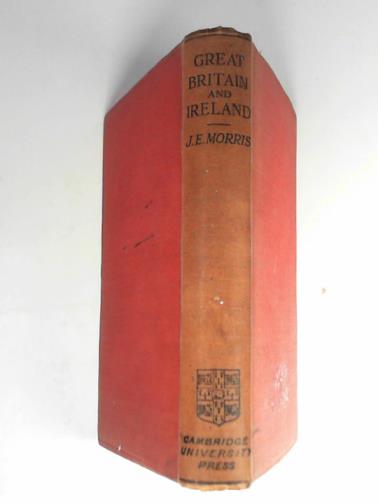 GREAT
BRITAIN
AND
IRELAND
J.E.MORRIS
CAMBRIDGE
UNIVERSITY
PRESS